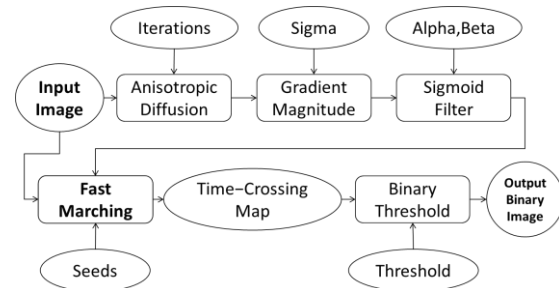 Iterations
Sigma
Alpha,Beta
Input
Image
Anisotropic
Diffusion
Gradient
Magnitude
Sigmoid
Filter
Fast
Marching
Time−Crossing
Map
Binary
Threshold
Output
Binary
Image
Seeds
Threshold